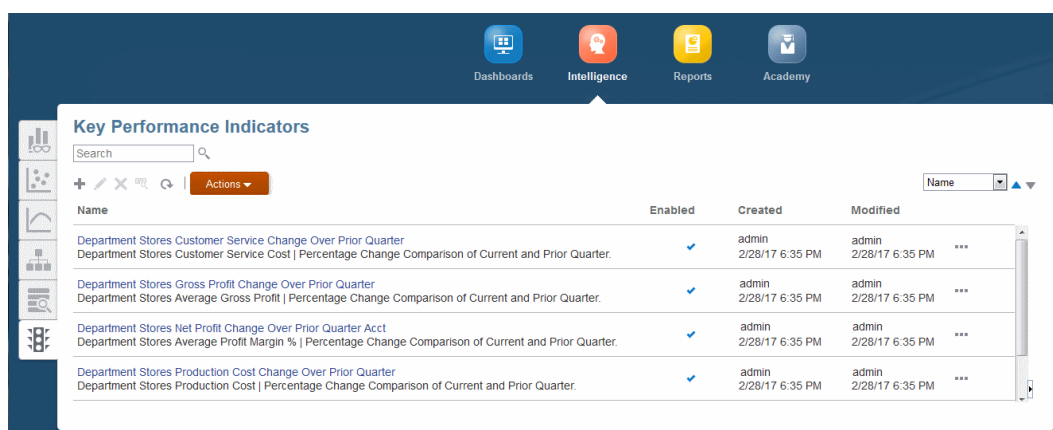 Dashboards Intelligence Reports Academy
Key Performance Indicators
Search
Actions Name
Name Enabled Created Modified
Department Stores Customer Service Change Over Prior Quarter admin admin
Department Stores Customer Service Cost | Percentage Change Comparison of Current and Prior Quarter. 2/28/17 6:35 PM 2/28/17 6:35 PM
Department Stores Gross Profit Change Over Prior Quarter admin admin
Department Stores Average Gross Profit | Percentage Change Comparison of Current and Prior Quarter. 2/28/17 6:35 PM 2/28/17 6:35 PM
Department Stores Net Profit Change Over Prior Quarter Acct admin admin
Department Stores Average Profit Margin % | Percentage Change Comparison of Current and Prior Quarter. 2/28/17 6:35 PM 2/28/17 6:35 PM
Department Stores Production Cost Change Over Prior Quarter admin admin
Department Stores Production Cost | Percentage Change Comparison of Current and Prior Quarter. 2/28/17 6:35 PM 2/28/17 6:35 PM